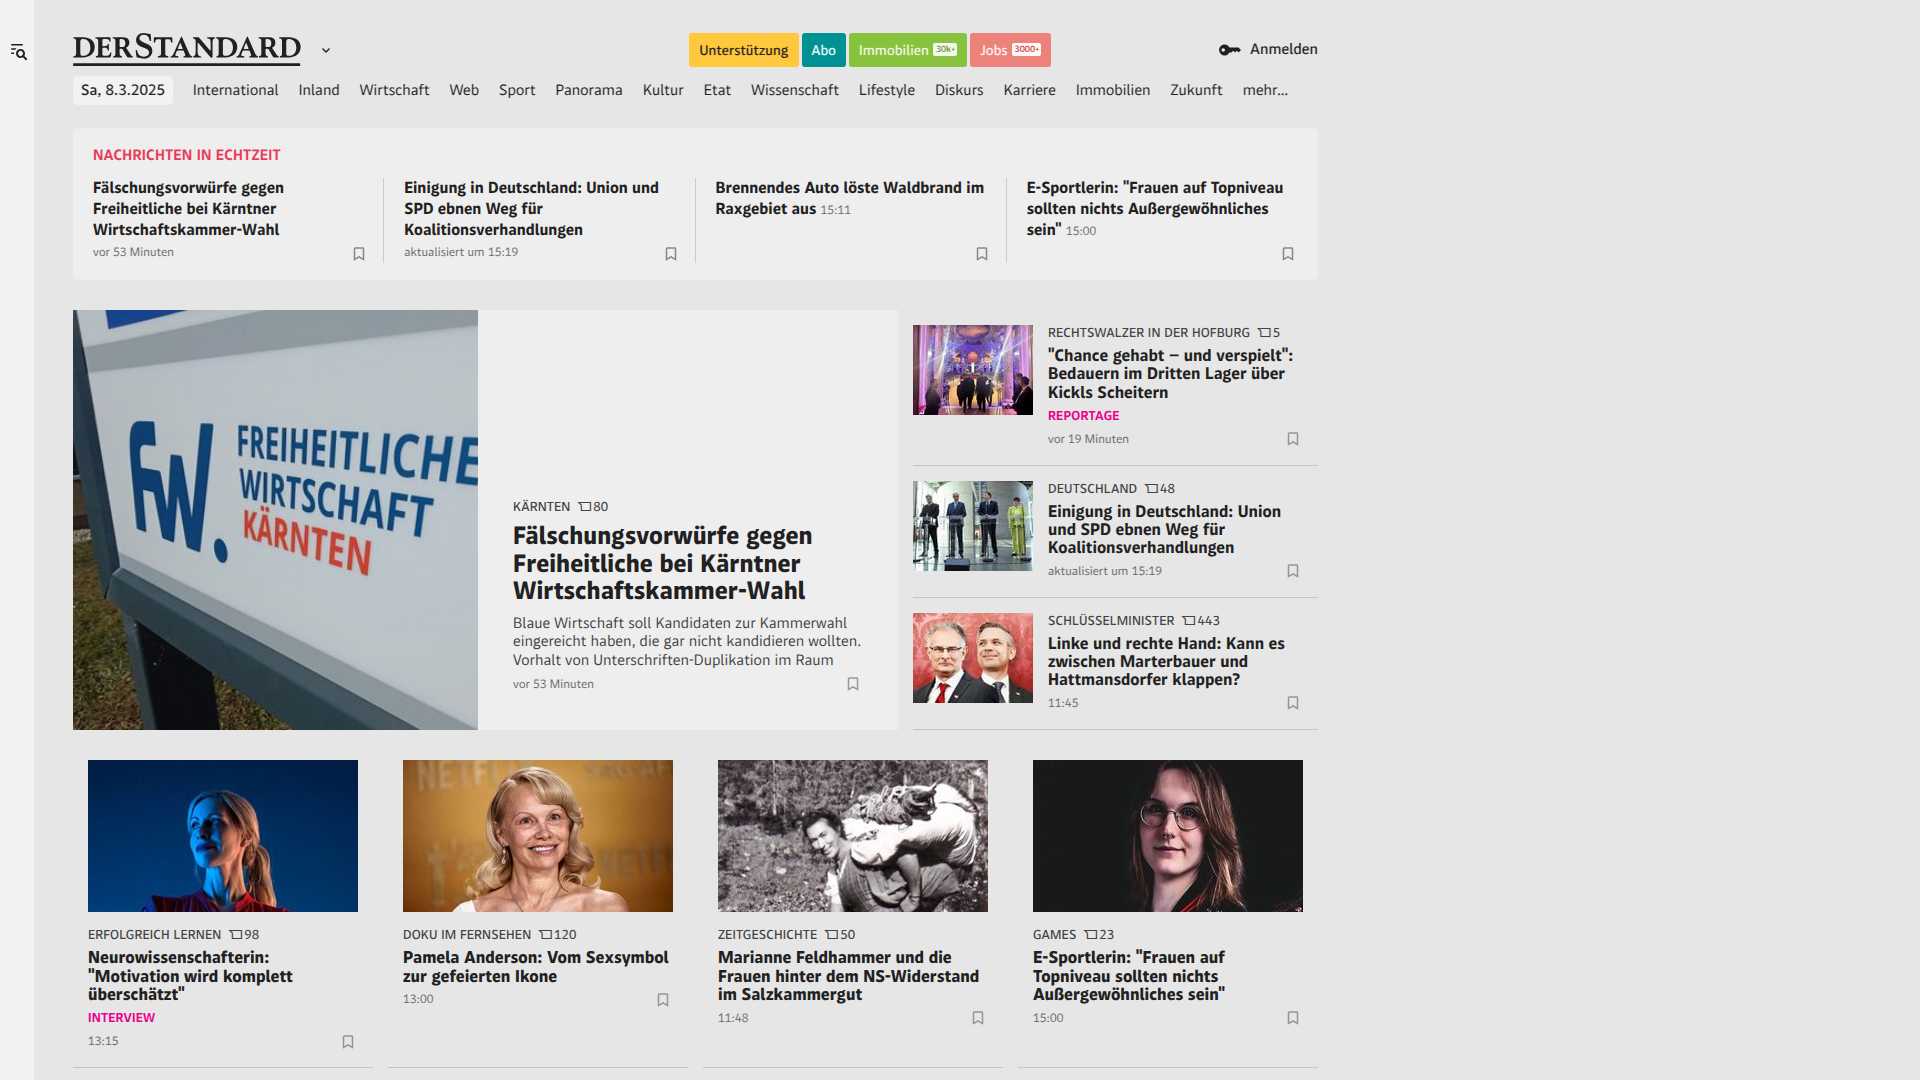 DERSTANDARD
Unterstützung
Abo
Immobilien 30k+
Jobs 3000+
Anmelden
Sa, 8.3.2025
International
Inland
Wirtschaft
Web
Sport
Panorama
Kultur
Etat
Wissenschaft
Lifestyle
Diskurs
Karriere
Immobilien
Zukunft
mehr...
NACHRICHTEN IN ECHTZEIT
Fälschungsvorwürfe gegen
Freiheitliche bei Kärntner
Wirtschaftskammer-Wahl
vor 53 Minuten
Einigung in Deutschland: Union und
SPD ebnen Weg für
Koalitionsverhandlungen
aktualisiert um 15:19
Brennendes Auto löste Waldbrand im
Raxgebiet aus 15:11
E-Sportlerin: "Frauen auf Topniveau
sollten nichts Außergewöhnliches
sein" 15:00
fw.
FREIHEITLICHE
WIRTSCHAFT
KÄRNTEN
KÄRNTEN 80
Fälschungsvorwürfe gegen
Freiheitliche bei Kärntner
Wirtschaftskammer-Wahl
Blaue Wirtschaft soll Kandidaten zur Kammerwahl
eingereicht haben, die gar nicht kandidieren wollten.
Vorhalt von Unterschriften-Duplikation im Raum
vor 53 Minuten
RECHTSWALZER IN DER HOFBURG 5
"Chance gehabt – und verspielt":
Bedauern im Dritten Lager über
Kickls Scheitern
REPORTAGE
vor 19 Minuten
DEUTSCHLAND 48
Einigung in Deutschland: Union
und SPD ebnen Weg für
Koalitionsverhandlungen
aktualisiert um 15:19
SCHLÜSSELMINISTER 443
Linke und rechte Hand: Kann es
zwischen Marterbauer und
Hattmansdorfer klappen?
11:45
ERFOLGREICH LERNEN 98
Neurowissenschafterin:
"Motivation wird komplett
überschätzt"
INTERVIEW
13:15
NETFLIX
DOKU IM FERNSEHEN 120
Pamela Anderson: Vom Sexsymbol
zur gefeierten Ikone
13:00
ZEITGESCHICHTE 50
Marianne Feldhammer und die
Frauen hinter dem NS-Widerstand
im Salzkammergut
11:48
GAMES 23
E-Sportlerin: "Frauen auf
Topniveau sollten nichts
Außergewöhnliches sein"
15:00